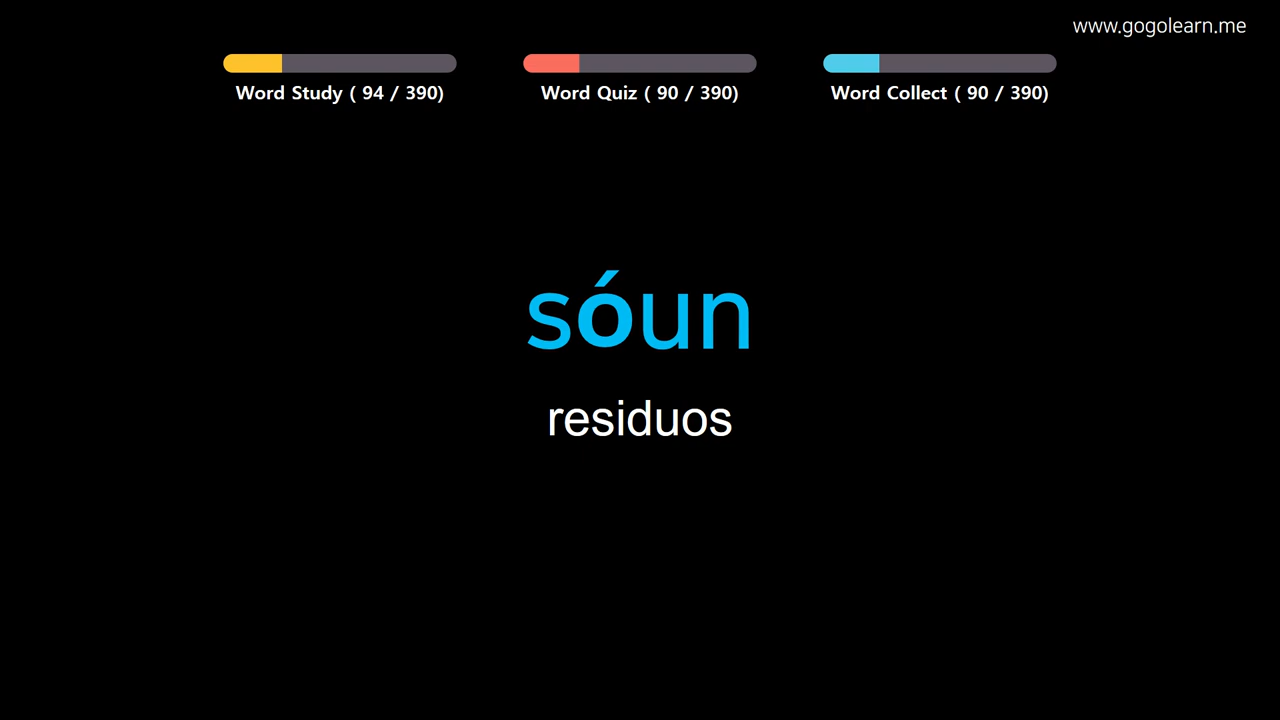 www.gogolearn.me
Word Study ( 94 / 390)
Word Quiz ( 90 / 390)
Word Collect ( 90 / 390)
sóun
residuos